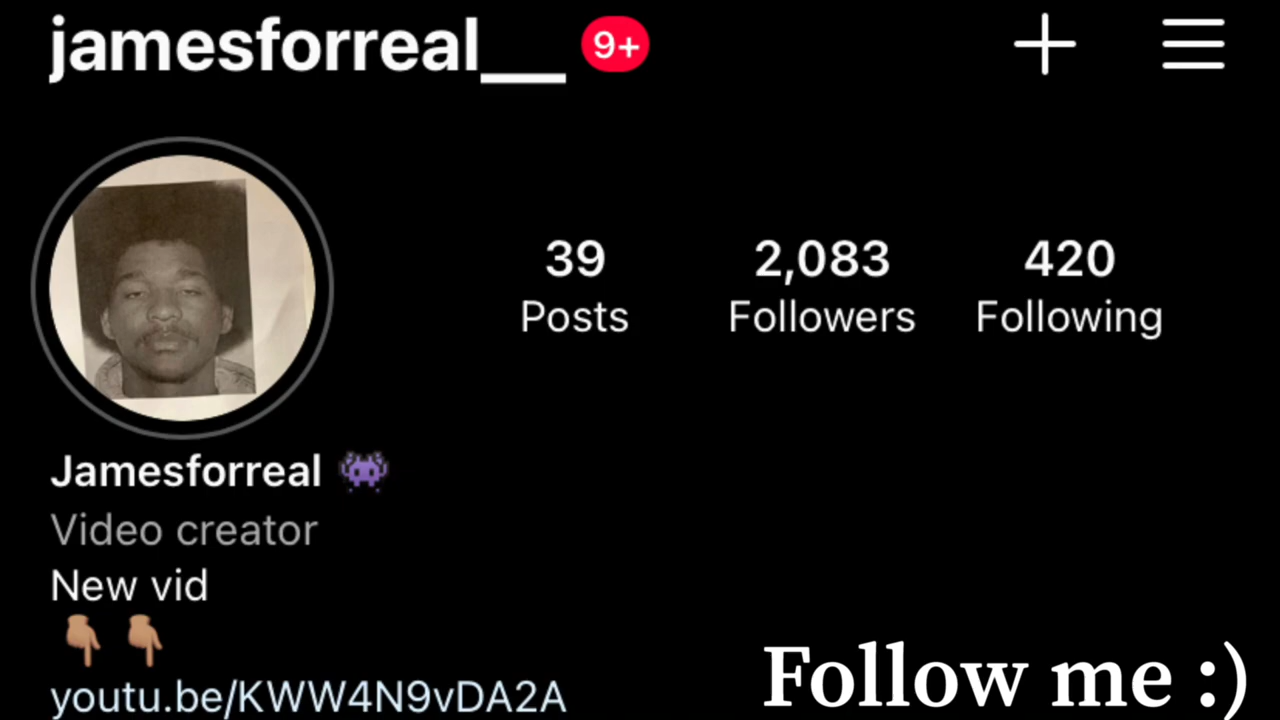 jamesforreal__ 9+
39 2,083 420
Posts Followers Following
Jamesforreal 👾
Video creator
New vid
👇🏽 👇🏽
youtu.be/KWW4N9vDA2A
Follow me :)